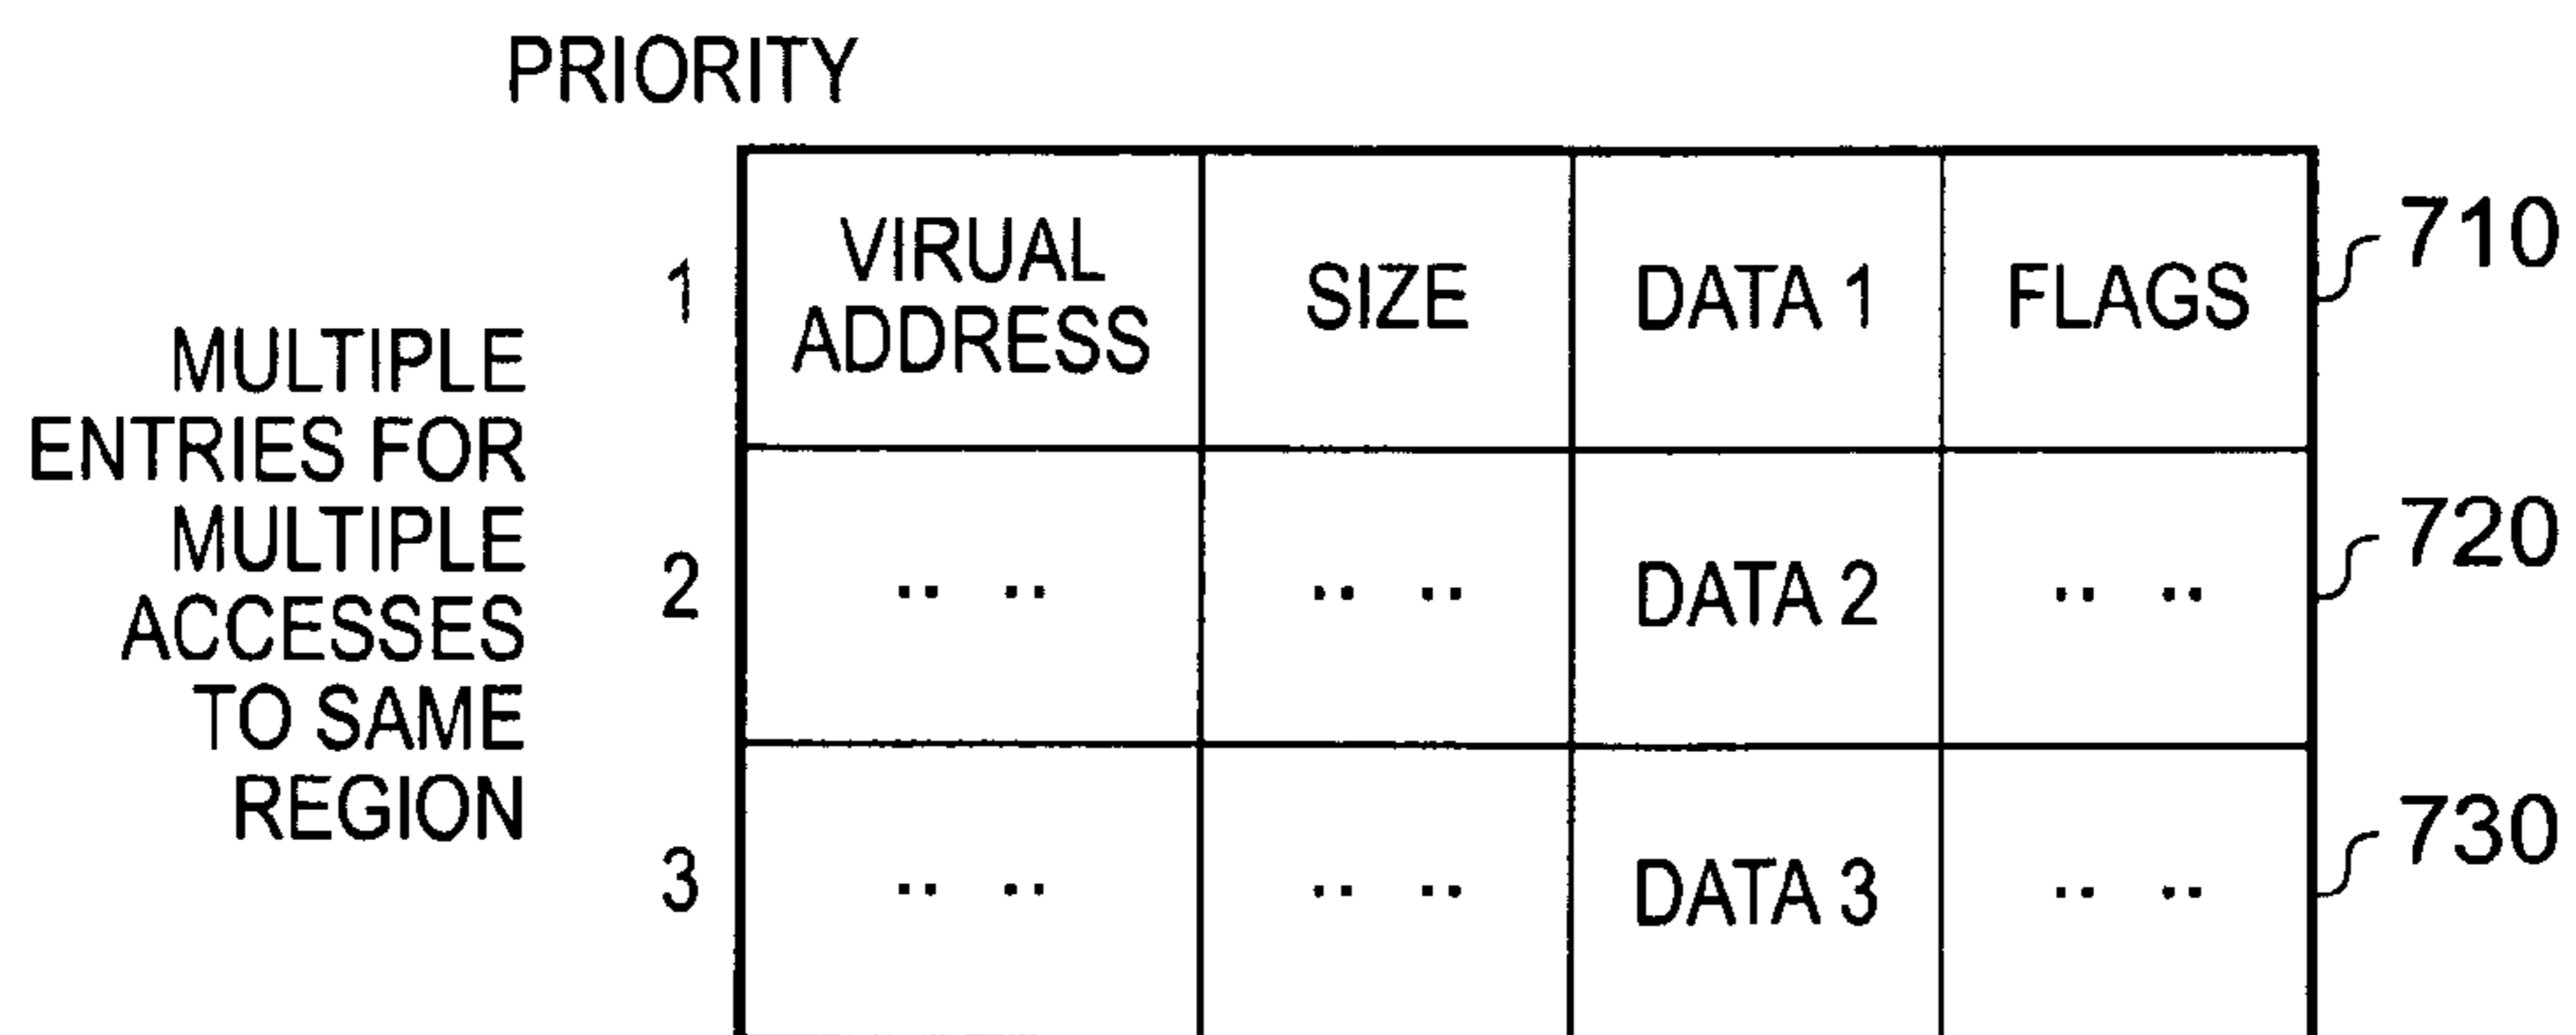 PRIORITY
MULTIPLE
ENTRIES FOR
MULTIPLE
ACCESSES
TO SAME
REGION
1
VIRUAL
ADDRESS
SIZE
DATA 1
FLAGS
710
2
.. ..
.. ..
DATA 2
.. ..
720
3
.. ..
.. ..
DATA 3
.. ..
730